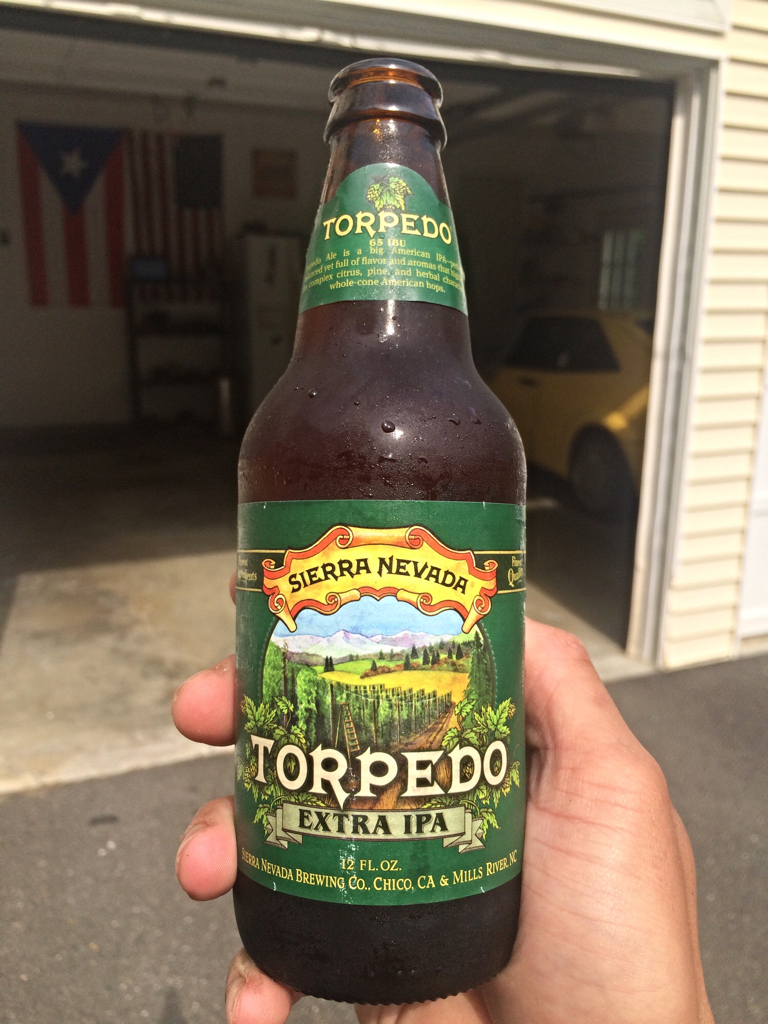 TORPEDO
65 IBU
Ale is a big American IPA
yet full of flavor and aromas that
complex citrus, pine, and herbal
whole-cone American hops.
SIERRA NEVADA
TORPEDO
EXTRA IPA
12 FL. OZ.
SIERRA NEVADA BREWING CO., CHICO, CA & MILLS RIVER, NC